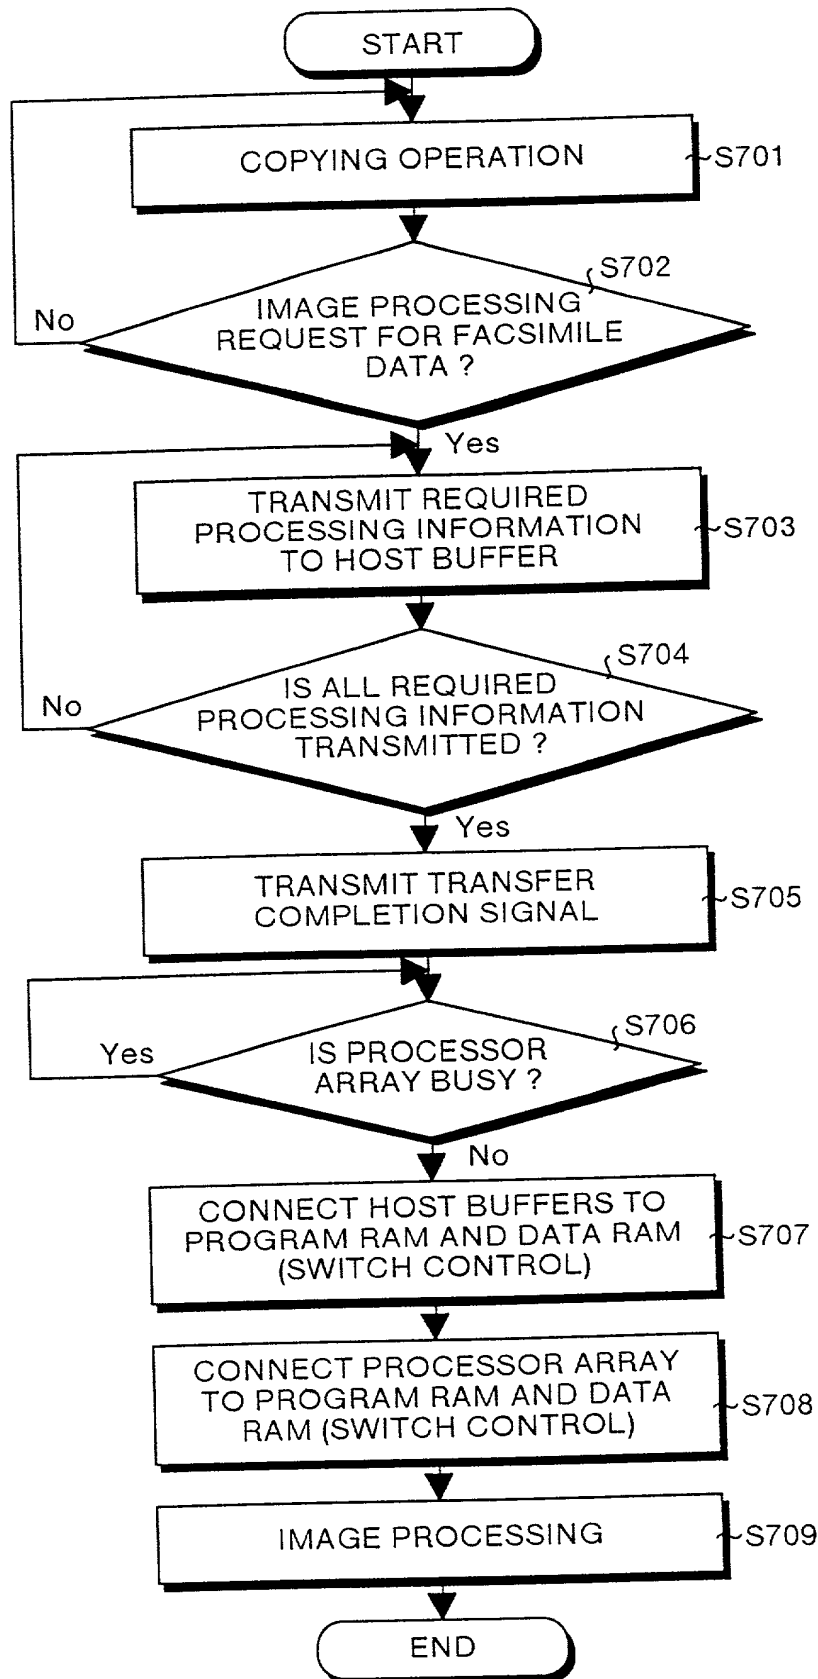 START
COPYING OPERATION
S701
S702
IMAGE PROCESSING
REQUEST FOR FACSIMILE
DATA ?
No
Yes
TRANSMIT REQUIRED
PROCESSING INFORMATION
TO HOST BUFFER
S703
S704
IS ALL REQUIRED
PROCESSING INFORMATION
TRANSMITTED ?
No
Yes
TRANSMIT TRANSFER
COMPLETION SIGNAL
S705
S706
IS PROCESSOR
ARRAY BUSY ?
Yes
No
CONNECT HOST BUFFERS TO
PROGRAM RAM AND DATA RAM
(SWITCH CONTROL)
S707
CONNECT PROCESSOR ARRAY
TO PROGRAM RAM AND DATA
RAM (SWITCH CONTROL)
S708
IMAGE PROCESSING
S709
END